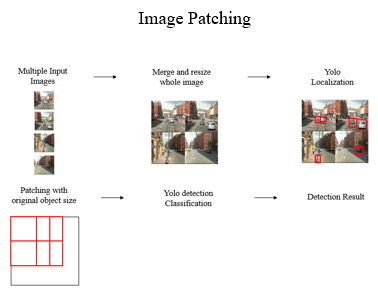 Image Patching
Multiple Input
Images
Merge and resize
whole image
Yolo
Localization
Patching with
original object size
Yolo detection
Classification
Detection Result